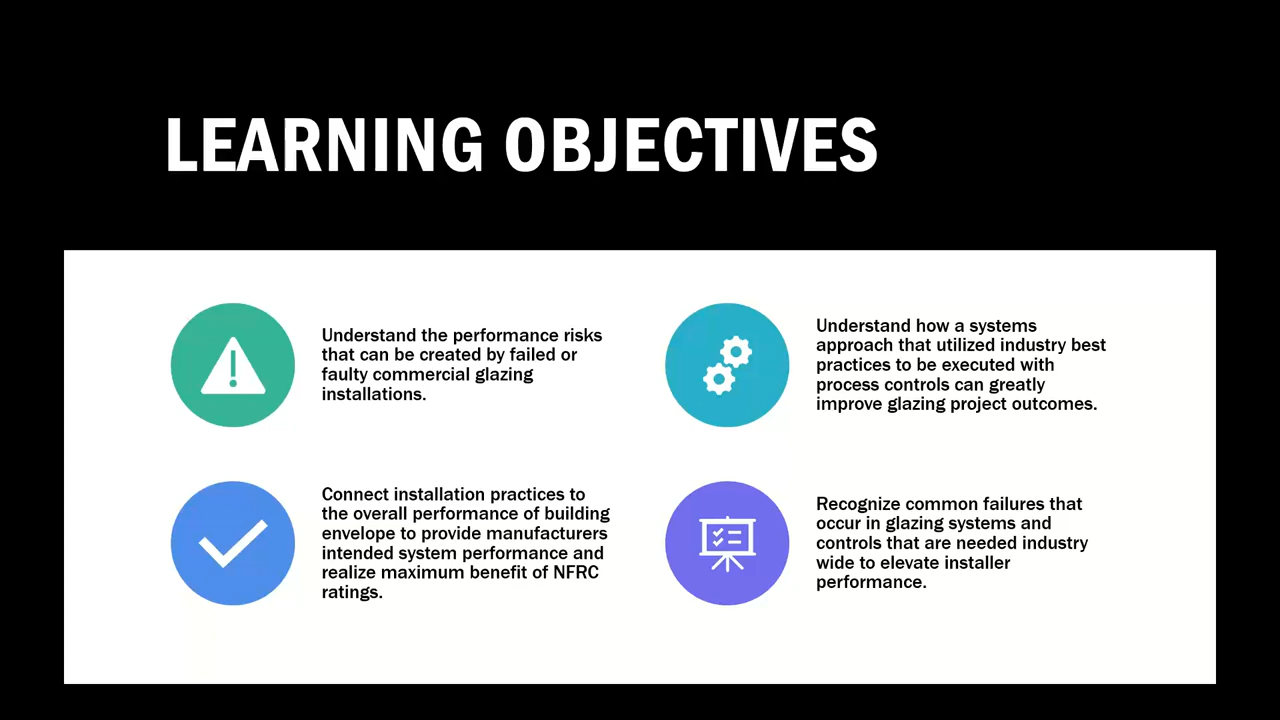 LEARNING OBJECTIVES
Understand the performance risks
that can be created by failed or
faulty commercial glazing
installations.
Understand how a systems
approach that utilized industry best
practices to be executed with
process controls can greatly
improve glazing project outcomes.
Connect installation practices to
the overall performance of building
envelope to provide manufacturers
intended system performance and
realize maximum benefit of NFRC
ratings.
Recognize common failures that
occur in glazing systems and
controls that are needed industry
wide to elevate installer
performance.